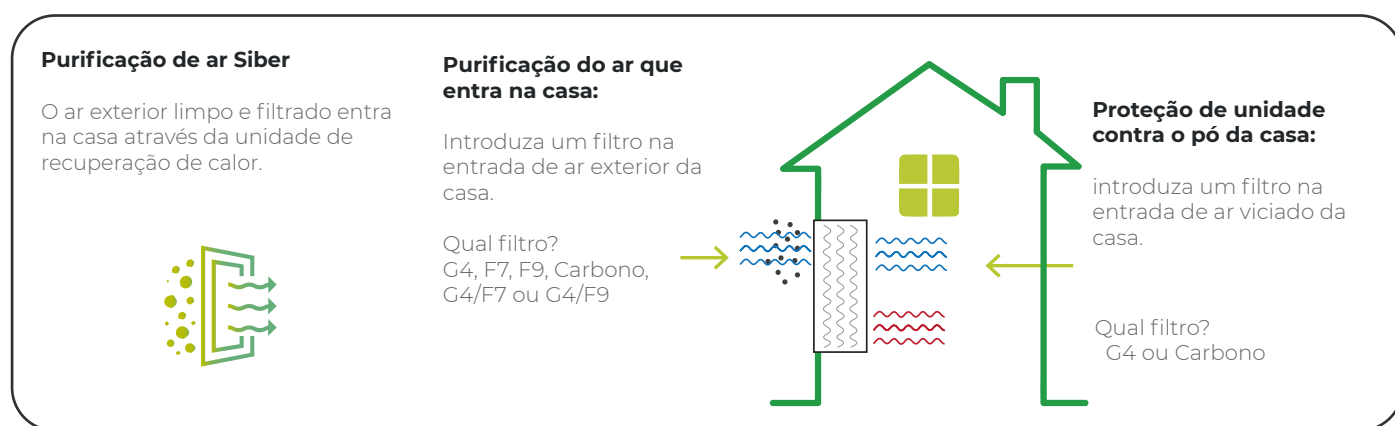 Purificação de ar Siber
O ar exterior limpo e filtrado entra
na casa através da unidade de
recuperação de calor.
Purificação do ar que
entra na casa:
Introduza um filtro na
entrada de ar exterior da
casa.
Qual filtro?
G4, F7, F9, Carbono,
G4/F7 ou G4/F9
Proteção de unidade
contra o pó da casa:
introduza um filtro na
entrada de ar viciado da
casa.
Qual filtro?
G4 ou Carbono